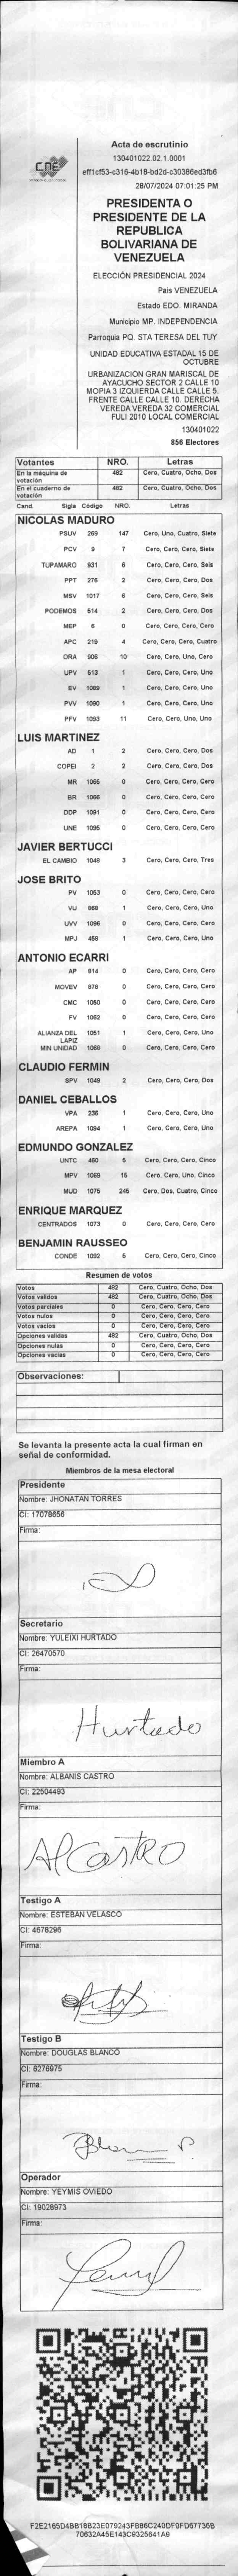 CNE
Acta de escrutinio
130401022.02.1.0001
eff1cf53-c316-4b18-bd2d-c30386ed3fb6
28/07/2024 07:01:25 PM
PRESIDENTA O
PRESIDENTE DE LA
REPUBLICA
BOLIVARIANA DE
VENEZUELA
ELECCIÓN PRESIDENCIAL 2024
Pais VENEZUELA
Estado EDO. MIRANDA
Municipio MP. INDEPENDENCIA
Parroquia PQ. STA TERESA DEL TUY
UNIDAD EDUCATIVA ESTADAL 15 DE
OCTUBRE
URBANIZACION GRAN MARISCAL DE
AYACUCHO SECTOR 2 CALLE 10
MOPIA 3 IZQUIERDA CALLE CALLE 5.
FRENTE CALLE CALLE 10. DERECHA
VEREDA VEREDA 32 COMERCIAL
FULI 2010 LOCAL COMERCIAL
130401022
856 Electores
Votantes NRO. Letras
En la máquina de votación 482 Cero, Cuatro, Ocho, Dos
En el cuaderno de votación 482 Cero, Cuatro, Ocho, Dos
Cand. Sigla Código NRO. Letras
NICOLAS MADURO
PSUV 269 147 Cero, Uno, Cuatro, Siete
PCV 9 7 Cero, Cero, Cero, Siete
TUPAMARO 931 6 Cero, Cero, Cero, Seis
PPT 276 2 Cero, Cero, Cero, Dos
MSV 1017 6 Cero, Cero, Cero, Seis
PODEMOS 514 2 Cero, Cero, Cero, Dos
MEP 6 0 Cero, Cero, Cero, Cero
APC 219 4 Cero, Cero, Cero, Cuatro
ORA 906 10 Cero, Cero, Uno, Cero
UPV 513 1 Cero, Cero, Cero, Uno
EV 1089 1 Cero, Cero, Cero, Uno
PVV 1090 1 Cero, Cero, Cero, Uno
PFV 1093 11 Cero, Cero, Uno, Uno
LUIS MARTINEZ
AD 1 2 Cero, Cero, Cero, Dos
COPEI 2 2 Cero, Cero, Cero, Dos
MR 1065 0 Cero, Cero, Cero, Cero
BR 1066 0 Cero, Cero, Cero, Cero
DDP 1091 0 Cero, Cero, Cero, Cero
UNE 1095 0 Cero, Cero, Cero, Cero
JAVIER BERTUCCI
EL CAMBIO 1048 3 Cero, Cero, Cero, Tres
JOSE BRITO
PV 1053 0 Cero, Cero, Cero, Cero
VU 868 1 Cero, Cero, Cero, Uno
UVV 1096 0 Cero, Cero, Cero, Cero
MPJ 459 1 Cero, Cero, Cero, Uno
ANTONIO ECARRI
AP 814 0 Cero, Cero, Cero, Cero
MOVEV 878 0 Cero, Cero, Cero, Cero
CMC 1050 0 Cero, Cero, Cero, Cero
FV 1062 0 Cero, Cero, Cero, Cero
ALIANZA DEL LAPIZ 1051 1 Cero, Cero, Cero, Uno
MIN UNIDAD 1069 0 Cero, Cero, Cero, Cero
CLAUDIO FERMIN
SPV 1049 2 Cero, Cero, Cero, Dos
DANIEL CEBALLOS
VPA 236 1 Cero, Cero, Cero, Uno
AREPA 1094 1 Cero, Cero, Cero, Uno
EDMUNDO GONZALEZ
UNTC 460 5 Cero, Cero, Cero, Cinco
MPV 1059 15 Cero, Cero, Uno, Cinco
MUD 1075 245 Cero, Dos, Cuatro, Cinco
ENRIQUE MARQUEZ
CENTRADOS 1073 0 Cero, Cero, Cero, Cero
BENJAMIN RAUSSEO
CONDE 1092 5 Cero, Cero, Cero, Cinco
Resumen de votos
Votos 482 Cero, Cuatro, Ocho, Dos
Votos válidos 482 Cero, Cuatro, Ocho, Dos
Votos parciales 0 Cero, Cero, Cero, Cero
Votos nulos 0 Cero, Cero, Cero, Cero
Votos vacios 0 Cero, Cero, Cero, Cero
Opciones validas 482 Cero, Cuatro, Ocho, Dos
Opciones nulas 0 Cero, Cero, Cero, Cero
Opciones vacias 0 Cero, Cero, Cero, Cero
Observaciones:
Se levanta la presente acta la cual firman en
señal de conformidad.
Miembros de la mesa electoral
Presidente
Nombre: JHONATAN TORRES
CI: 17078656
Firma:
Secretario
Nombre: YULEIXI HURTADO
CI: 26470570
Firma:
Hurtado
Miembro A
Nombre: ALBANIS CASTRO
CI: 22504493
Firma:
Al Castro
Testigo A
Nombre: ESTEBAN VELASCO
CI: 4678296
Firma:
Testigo B
Nombre: DOUGLAS BLANCO
CI: 6276975
Firma:
Operador
Nombre: YEYMIS OVIEDO
CI: 19028973
Firma:
F2E2165D4BB18B23E079243FB86C240DF0FD67736B
70632A45E143C9325641A9